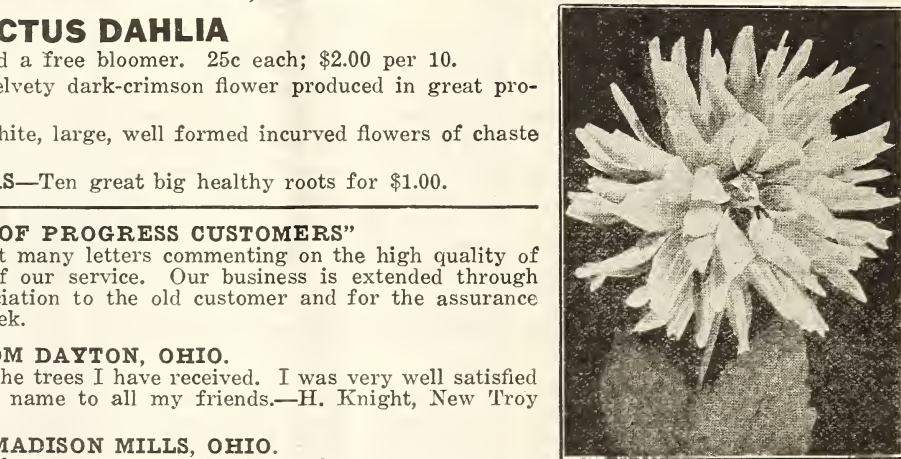 CTUS DAHLIA
d a free bloomer. 25c each; $2.00 per 10.
elvety dark-crimson flower produced in great pro-
hite, large, well formed incurved flowers of chaste
S—Ten great big healthy roots for $1.00.
OF PROGRESS CUSTOMERS"
t many letters commenting on the high quality of
f our service. Our business is extended through
iation to the old customer and for the assurance
ek.
OM DAYTON, OHIO.
he trees I have received. I was very well satisfied
name to all my friends.—H. Knight, New Troy
MADISON MILLS, OHIO.